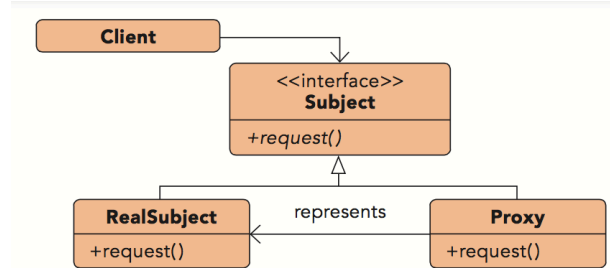 Client
<<interface>>
Subject
+request()
RealSubject
represents
Proxy
+request()
+request()